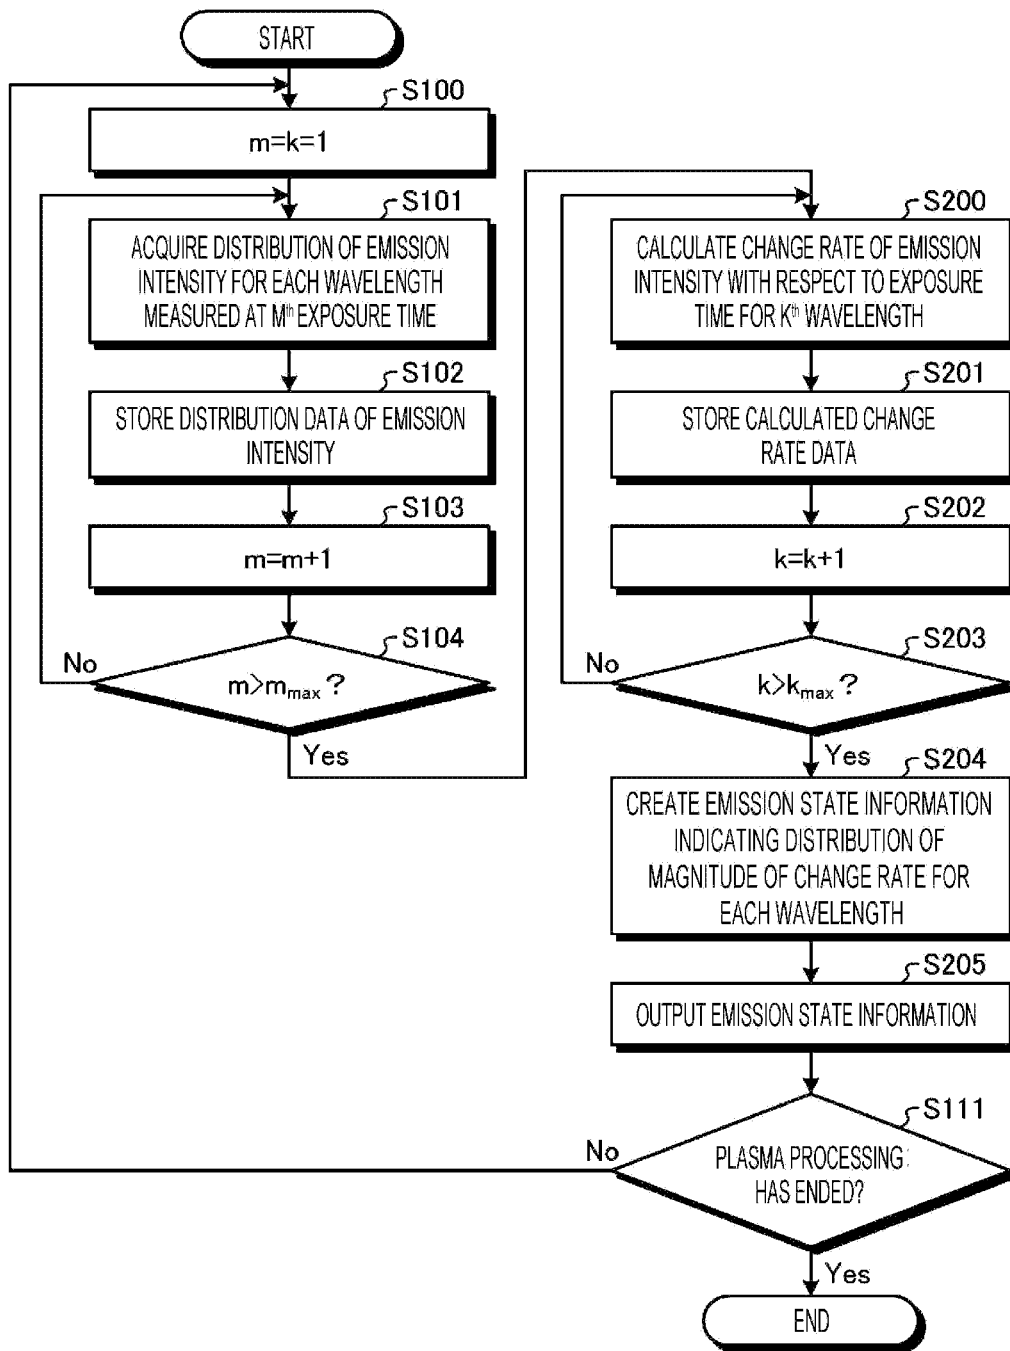 START
S100
m=k=1
S101
ACQUIRE DISTRIBUTION OF EMISSION
INTENSITY FOR EACH WAVELENGTH
MEASURED AT Mth EXPOSURE TIME
S102
STORE DISTRIBUTION DATA OF EMISSION
INTENSITY
S103
m=m+1
S104
No
m>mmax ?
Yes
S200
CALCULATE CHANGE RATE OF EMISSION
INTENSITY WITH RESPECT TO EXPOSURE
TIME FOR Kth WAVELENGTH
S201
STORE CALCULATED CHANGE
RATE DATA
S202
k=k+1
S203
No
k>kmax ?
Yes
S204
CREATE EMISSION STATE INFORMATION
INDICATING DISTRIBUTION OF
MAGNITUDE OF CHANGE RATE FOR
EACH WAVELENGTH
S205
OUTPUT EMISSION STATE INFORMATION
S111
No
PLASMA PROCESSING
HAS ENDED?
Yes
END